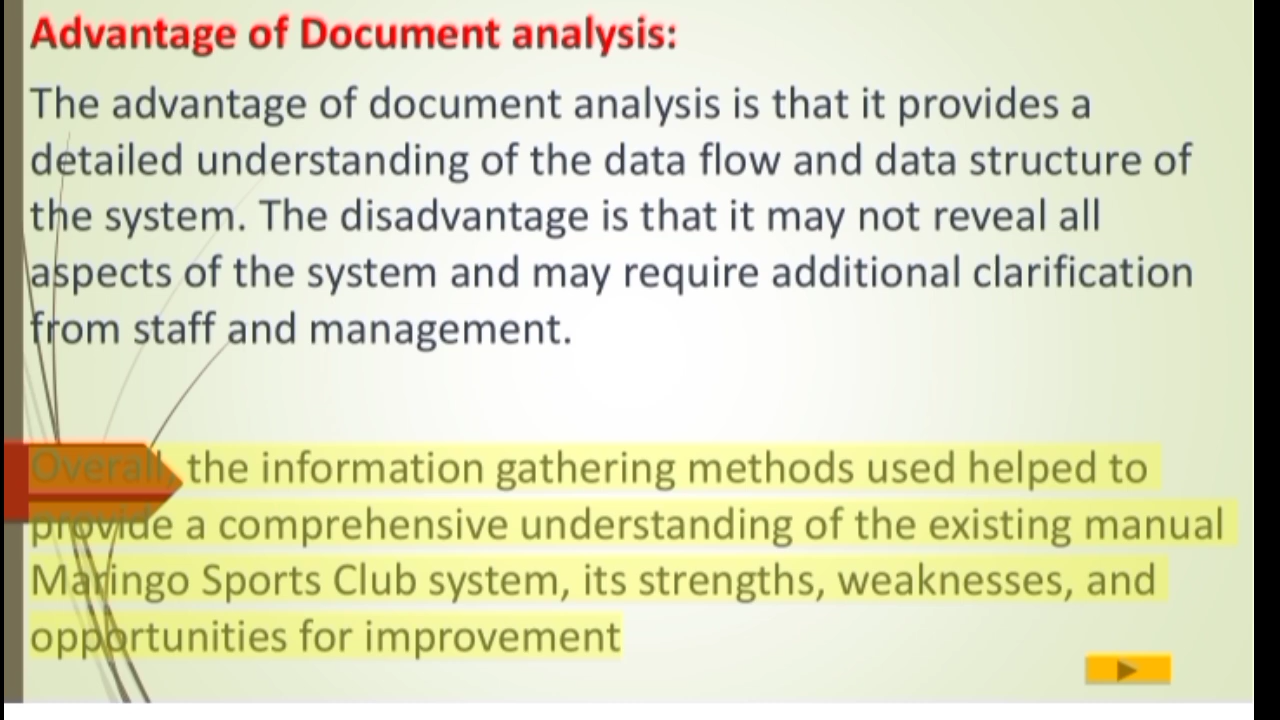 Advantage of Document analysis:
The advantage of document analysis is that it provides a
detailed understanding of the data flow and data structure of
the system. The disadvantage is that it may not reveal all
aspects of the system and may require additional clarification
from staff and management.
Overall, the information gathering methods used helped to
provide a comprehensive understanding of the existing manual
Maringo Sports Club system, its strengths, weaknesses, and
opportunities for improvement